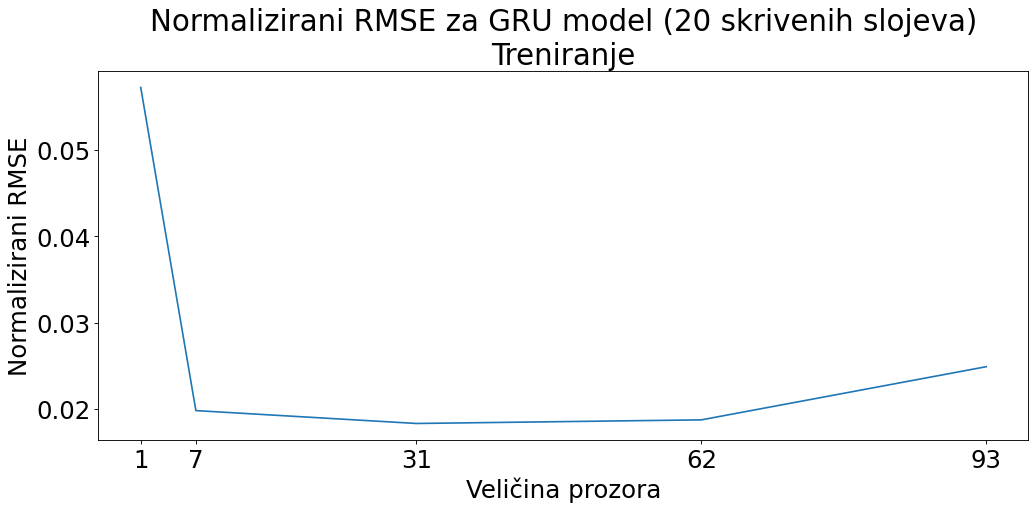 Normalizirani RMSE za GRU model (20 skrivenih slojeva)
Treniranje
Normalizirani RMSE
0.05
0.04
0.03
0.02
1 7 31 62 93
Veličina prozora